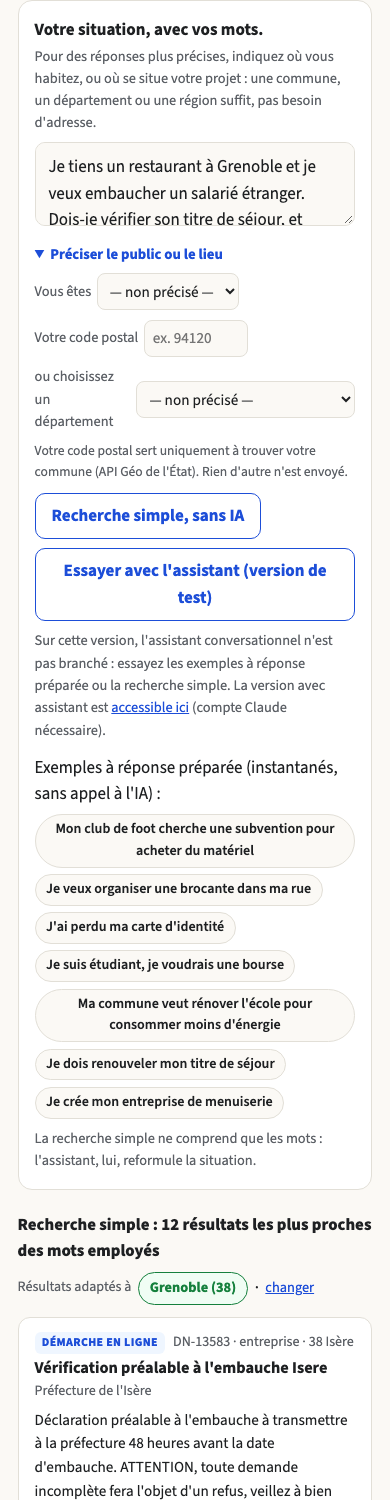 Votre situation, avec vos mots.
Pour des réponses plus précises, indiquez où vous
habitez, ou où se situe votre projet : une commune,
un département ou une région suffit, pas besoin
d'adresse.
Je tiens un restaurant à Grenoble et je
veux embaucher un salarié étranger.
Dois-je vérifier son titre de séjour, et
▼ Préciser le public ou le lieu
Vous êtes — non précisé —
Votre code postal ex. 94120
ou choisissez
un
département
— non précisé —
Votre code postal sert uniquement à trouver votre
commune (API Géo de l'État). Rien d'autre n'est envoyé.
Recherche simple, sans IA
Essayer avec l'assistant (version de
test)
Sur cette version, l'assistant conversationnel n'est
pas branché : essayez les exemples à réponse
préparée ou la recherche simple. La version avec
assistant est accessible ici (compte Claude
nécessaire).
Exemples à réponse préparée (instantanés,
sans appel à l'IA) :
Mon club de foot cherche une subvention pour
acheter du matériel
Je veux organiser une brocante dans ma rue
J'ai perdu ma carte d'identité
Je suis étudiant, je voudrais une bourse
Ma commune veut rénover l'école pour
consommer moins d'énergie
Je dois renouveler mon titre de séjour
Je crée mon entreprise de menuiserie
La recherche simple ne comprend que les mots :
l'assistant, lui, reformule la situation.
Recherche simple : 12 résultats les plus proches
des mots employés
Résultats adaptés à Grenoble (38) · changer
DÉMARCHE EN LIGNE DN-13583 · entreprise · 38 Isère
Vérification préalable à l'embauche Isere
Préfecture de l'Isère
Déclaration préalable à l'embauche à transmettre
à la préfecture 48 heures avant la date
d'embauche. ATTENTION, toute demande
incomplète fera l'objet d'un refus, veillez à bien